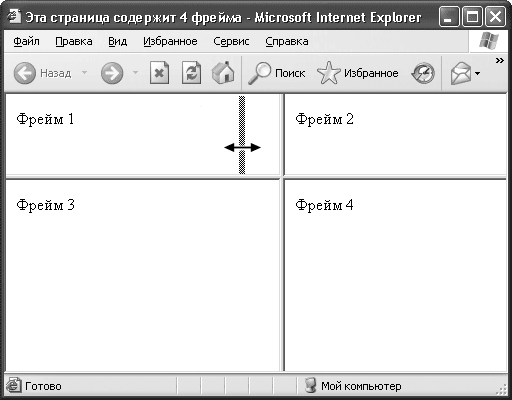 Эта страница содержит 4 фрейма - Microsoft Internet Explorer
Файл Правка Вид Избранное Сервис Справка
Назад Поиск Избранное
Фрейм 1 Фрейм 2
Фрейм 3 Фрейм 4
Готово Мой компьютер